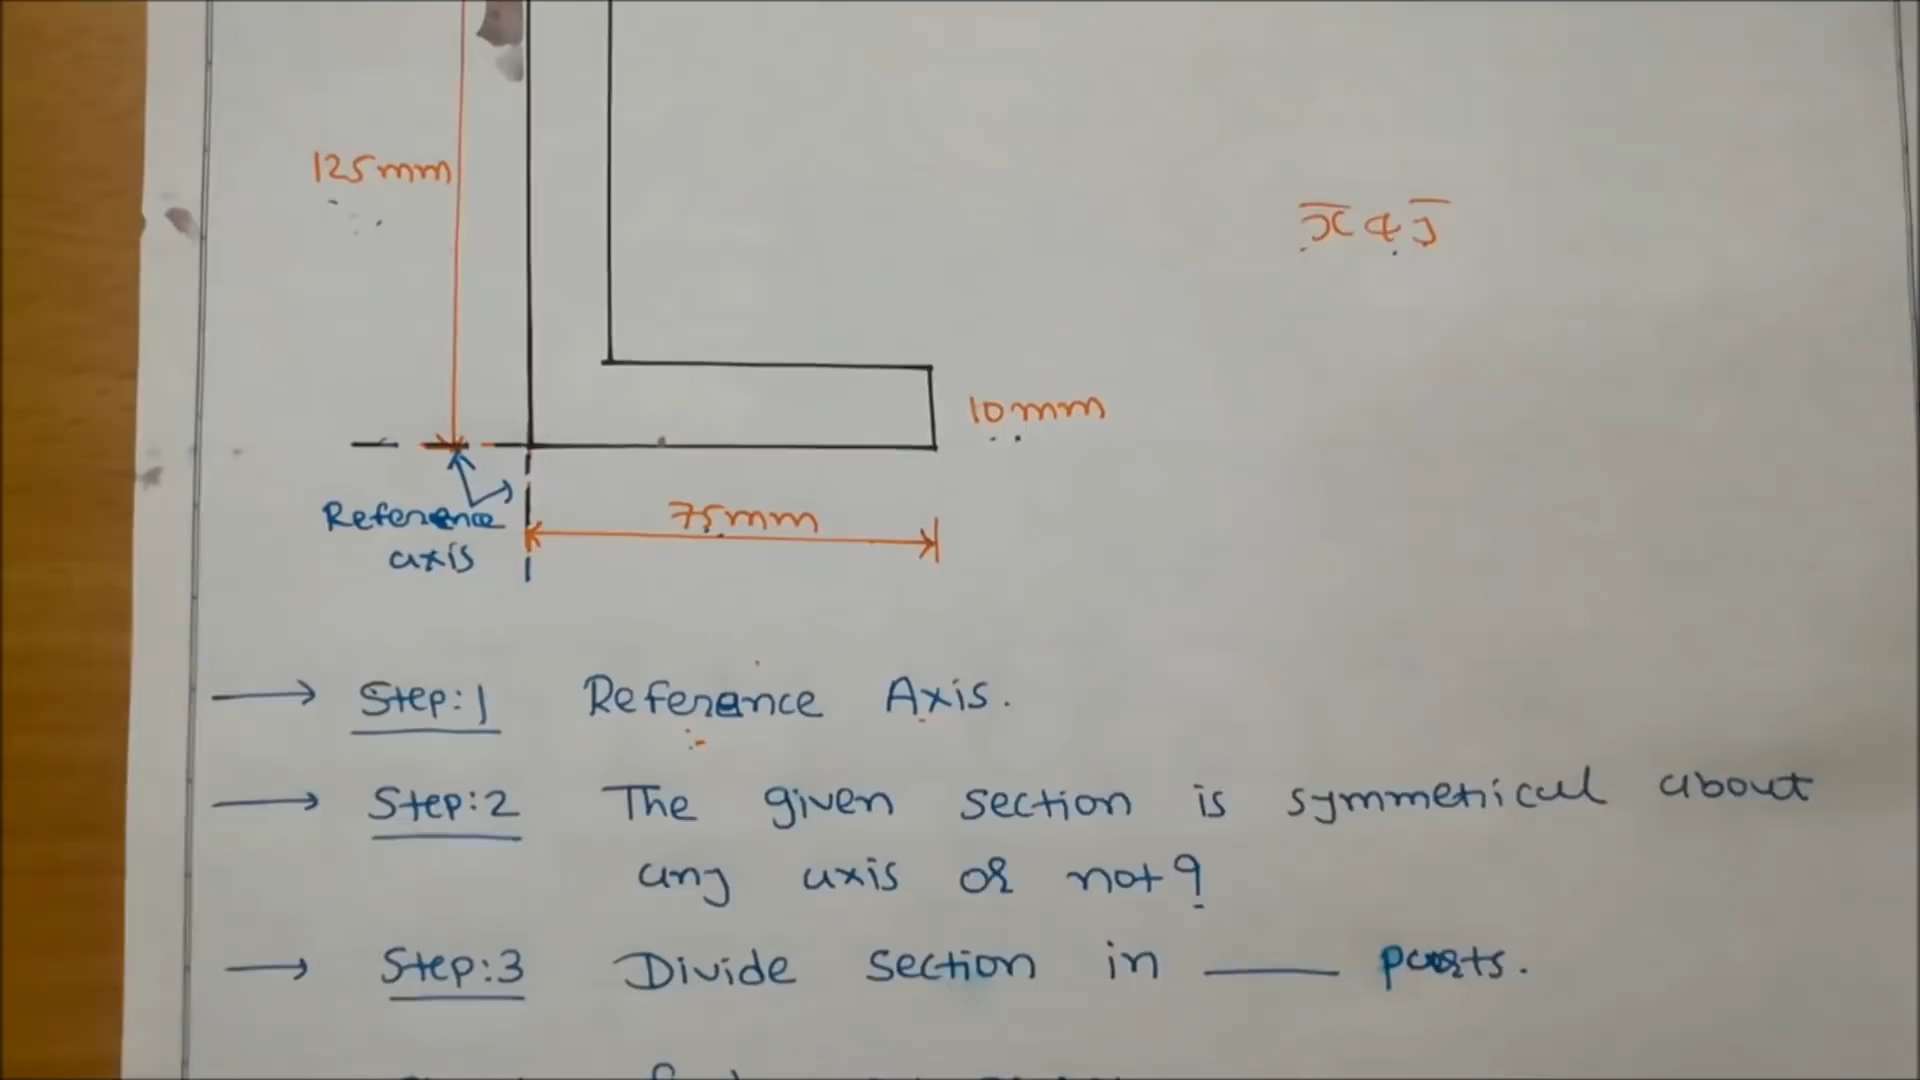 125mm
x̄ & ȳ
10mm
Reference
axis
75mm
Step:1 Reference Axis.
Step:2 The given section is symmetrical about
any axis or not?
Step:3 Divide section in ____ parts.